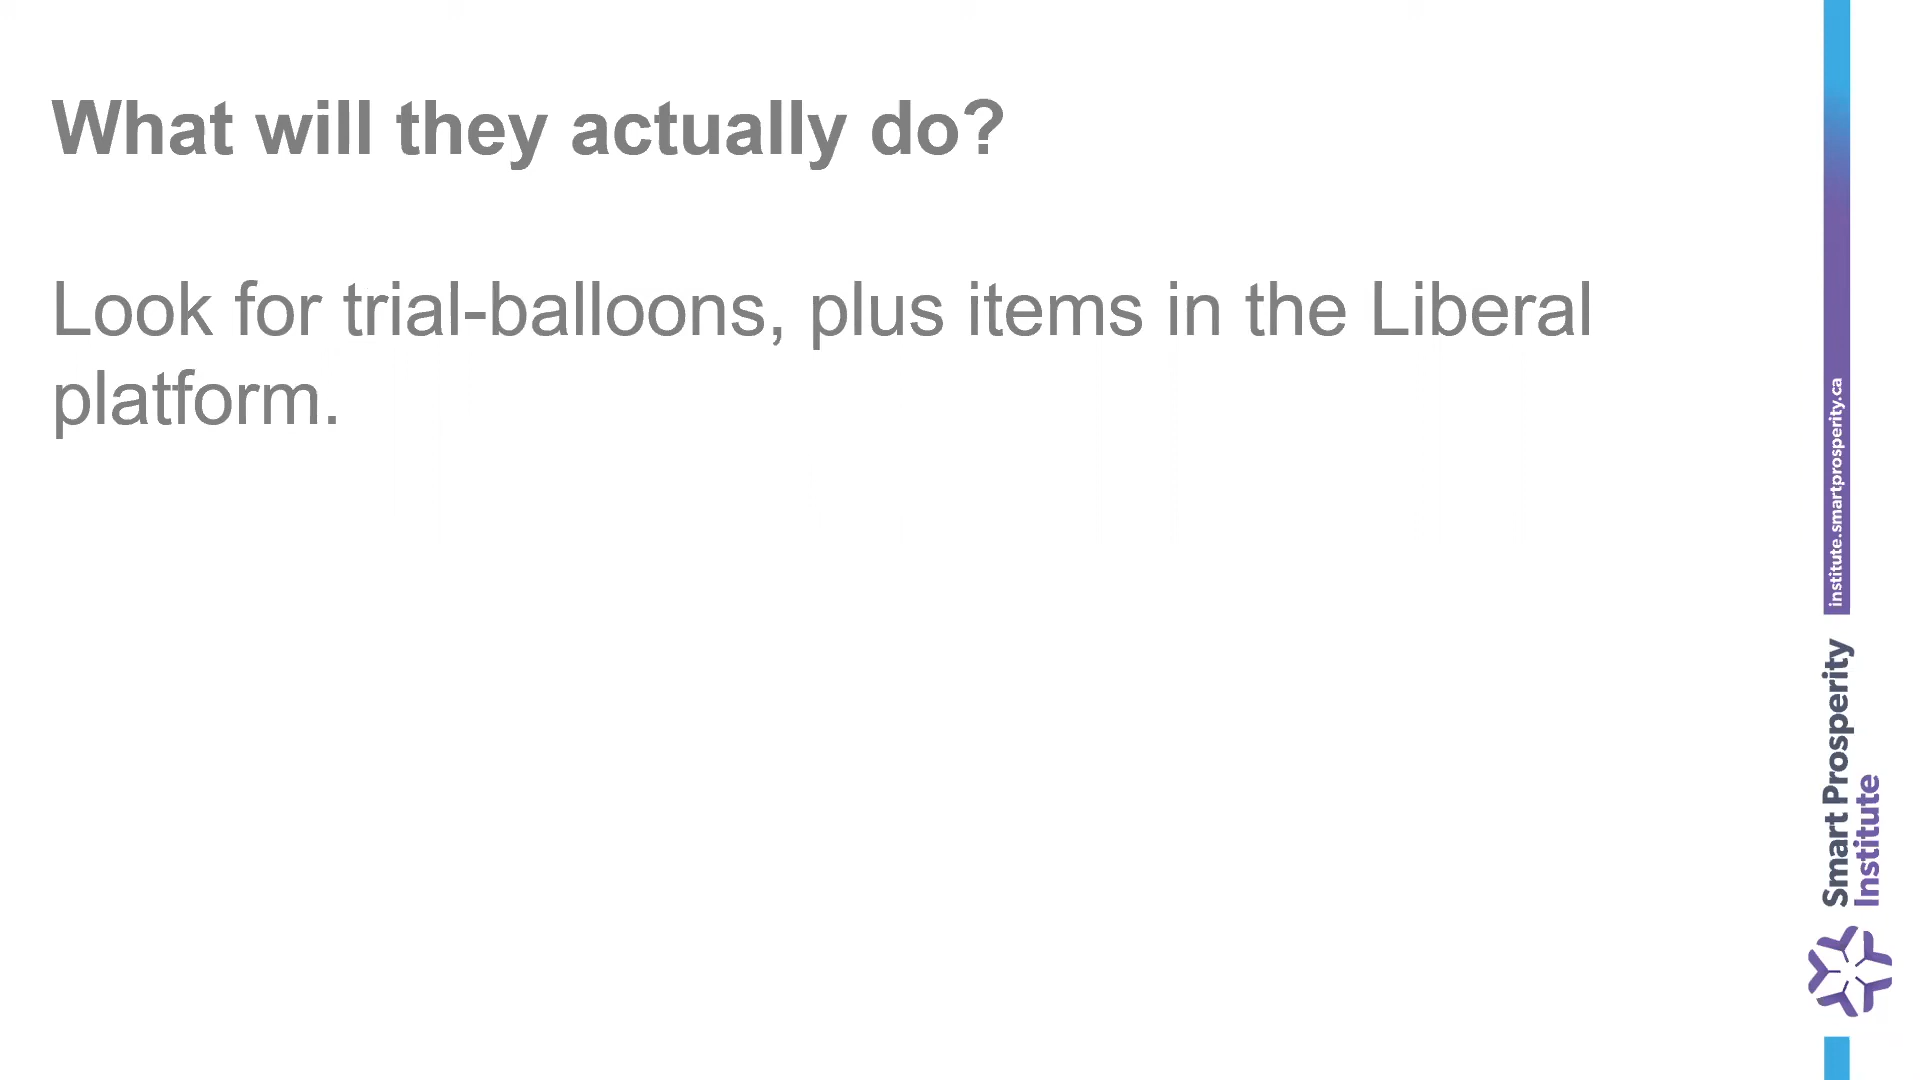 What will they actually do?
Look for trial-balloons, plus items in the Liberal
platform.
institute.smartprosperity.ca
Smart Prosperity
Institute